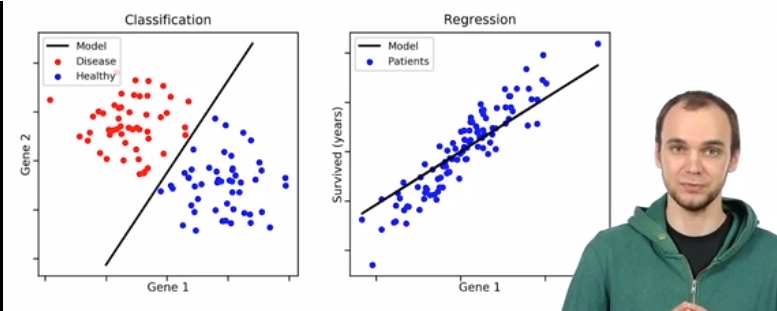 Classification
Model
Disease
Healthy
Gene 2
Gene 1
Regression
Model
Patients
Survived (years)
Gene 1